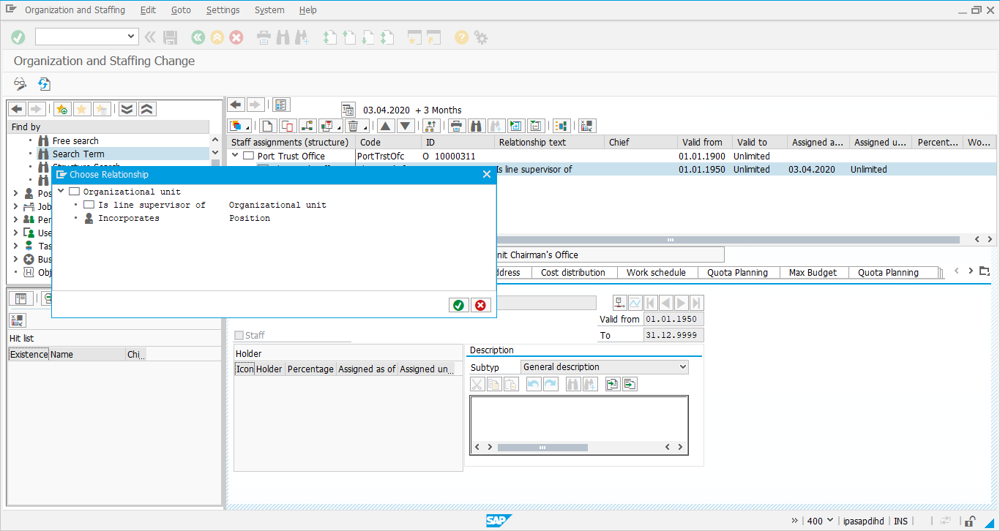 Organization and Staffing Edit Goto Settings System Help
Organization and Staffing Change
Find by
Free search
Search Term
Structure Search
Pos
Job
Per
Use
Tas
Bus
Obj
03.04.2020 + 3 Months
Staff assignments (structure) Code ID Relationship text Chief Valid from Valid to Assigned a... Assigned u... Percent... Wo...
Port Trust Office PortTrstOfc O 10000311 01.01.1900 Unlimited
Is line supervisor of 01.01.1950 Unlimited 03.04.2020 Unlimited
Choose Relationship
Organizational unit
Is line supervisor of Organizational unit
Incorporates Position
nit Chairman's Office
ddress Cost distribution Work schedule Quota Planning Max Budget Quota Planning
Hit list
Existence Name Chi...
Valid from 01.01.1950
To 31.12.9999
Staff
Holder
Icon Holder Percentage Assigned as of Assigned un...
Description
Subtyp General description
SAP
400 ipasapdihd INS